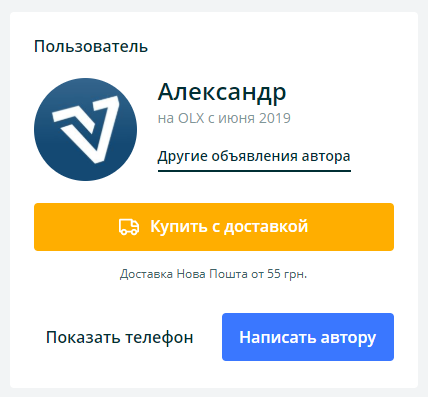 Пользователь
Александр
на OLX с июня 2019
Другие объявления автора
Купить с доставкой
Доставка Нова Пошта от 55 грн.
Показать телефон
Написать автору